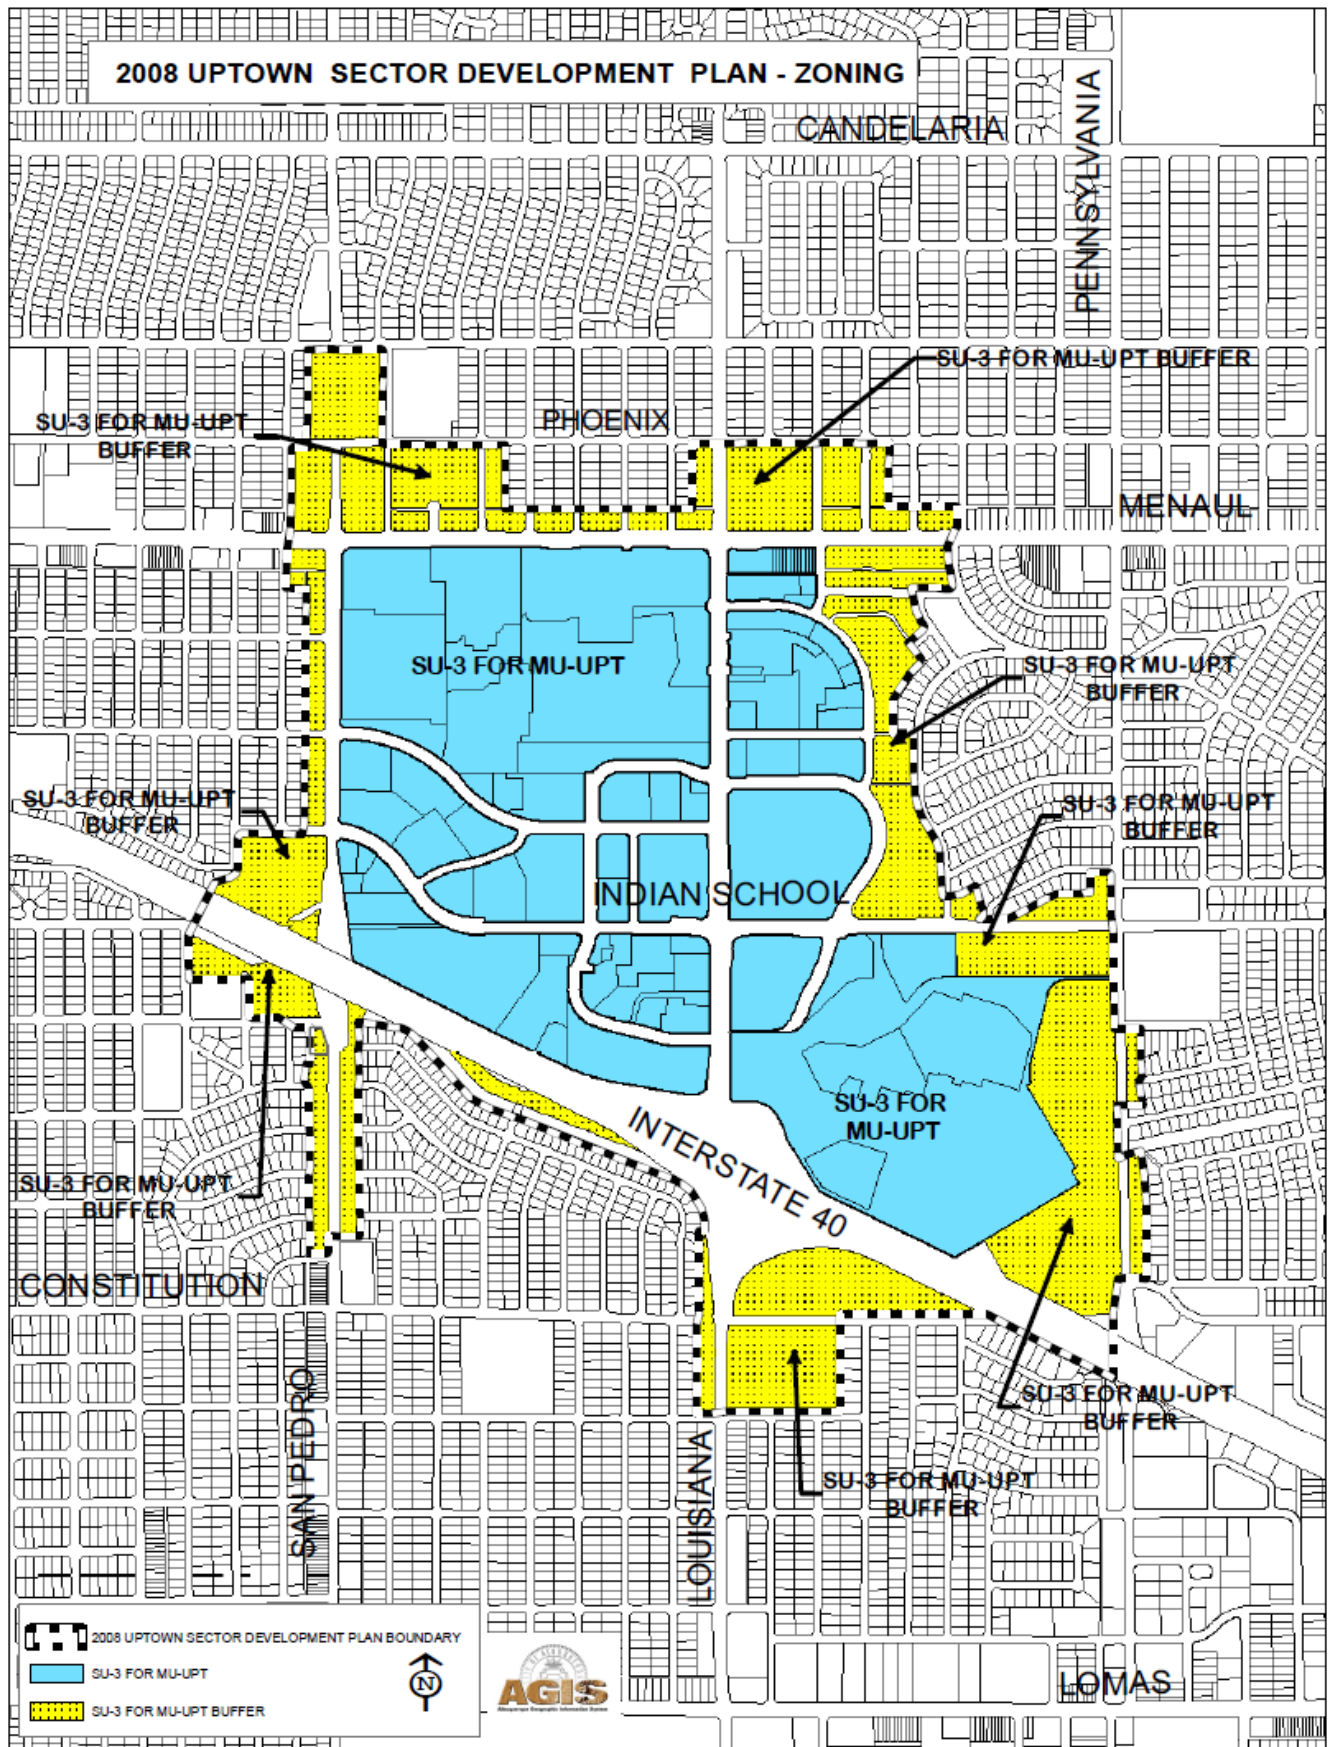 2008 UPTOWN SECTOR DEVELOPMENT PLAN - ZONING
CANDELARIA
PENNSYLVANIA
SU-3 FOR MU-UPT BUFFER
SU-3 FOR MU-UPT
BUFFER
PHOENIX
MENAUL
SU-3 FOR MU-UPT
SU-3 FOR MU-UPT
BUFFER
SU-3 FOR MU-UPT
BUFFER
SU-3 FOR MU-UPT
BUFFER
INDIAN SCHOOL
SU-3 FOR
MU-UPT
INTERSTATE 40
SU-3 FOR MU-UPT
BUFFER
CONSTITUTION
SAN PEDRO
SU-3 FOR MU-UPT
BUFFER
LOUISIANA
SU-3 FOR MU-UPT
BUFFER
2008 UPTOWN SECTOR DEVELOPMENT PLAN BOUNDARY
SU-3 FOR MU-UPT
SU-3 FOR MU-UPT BUFFER
N
AGIS
Albuquerque Geographic Information System
LOMAS